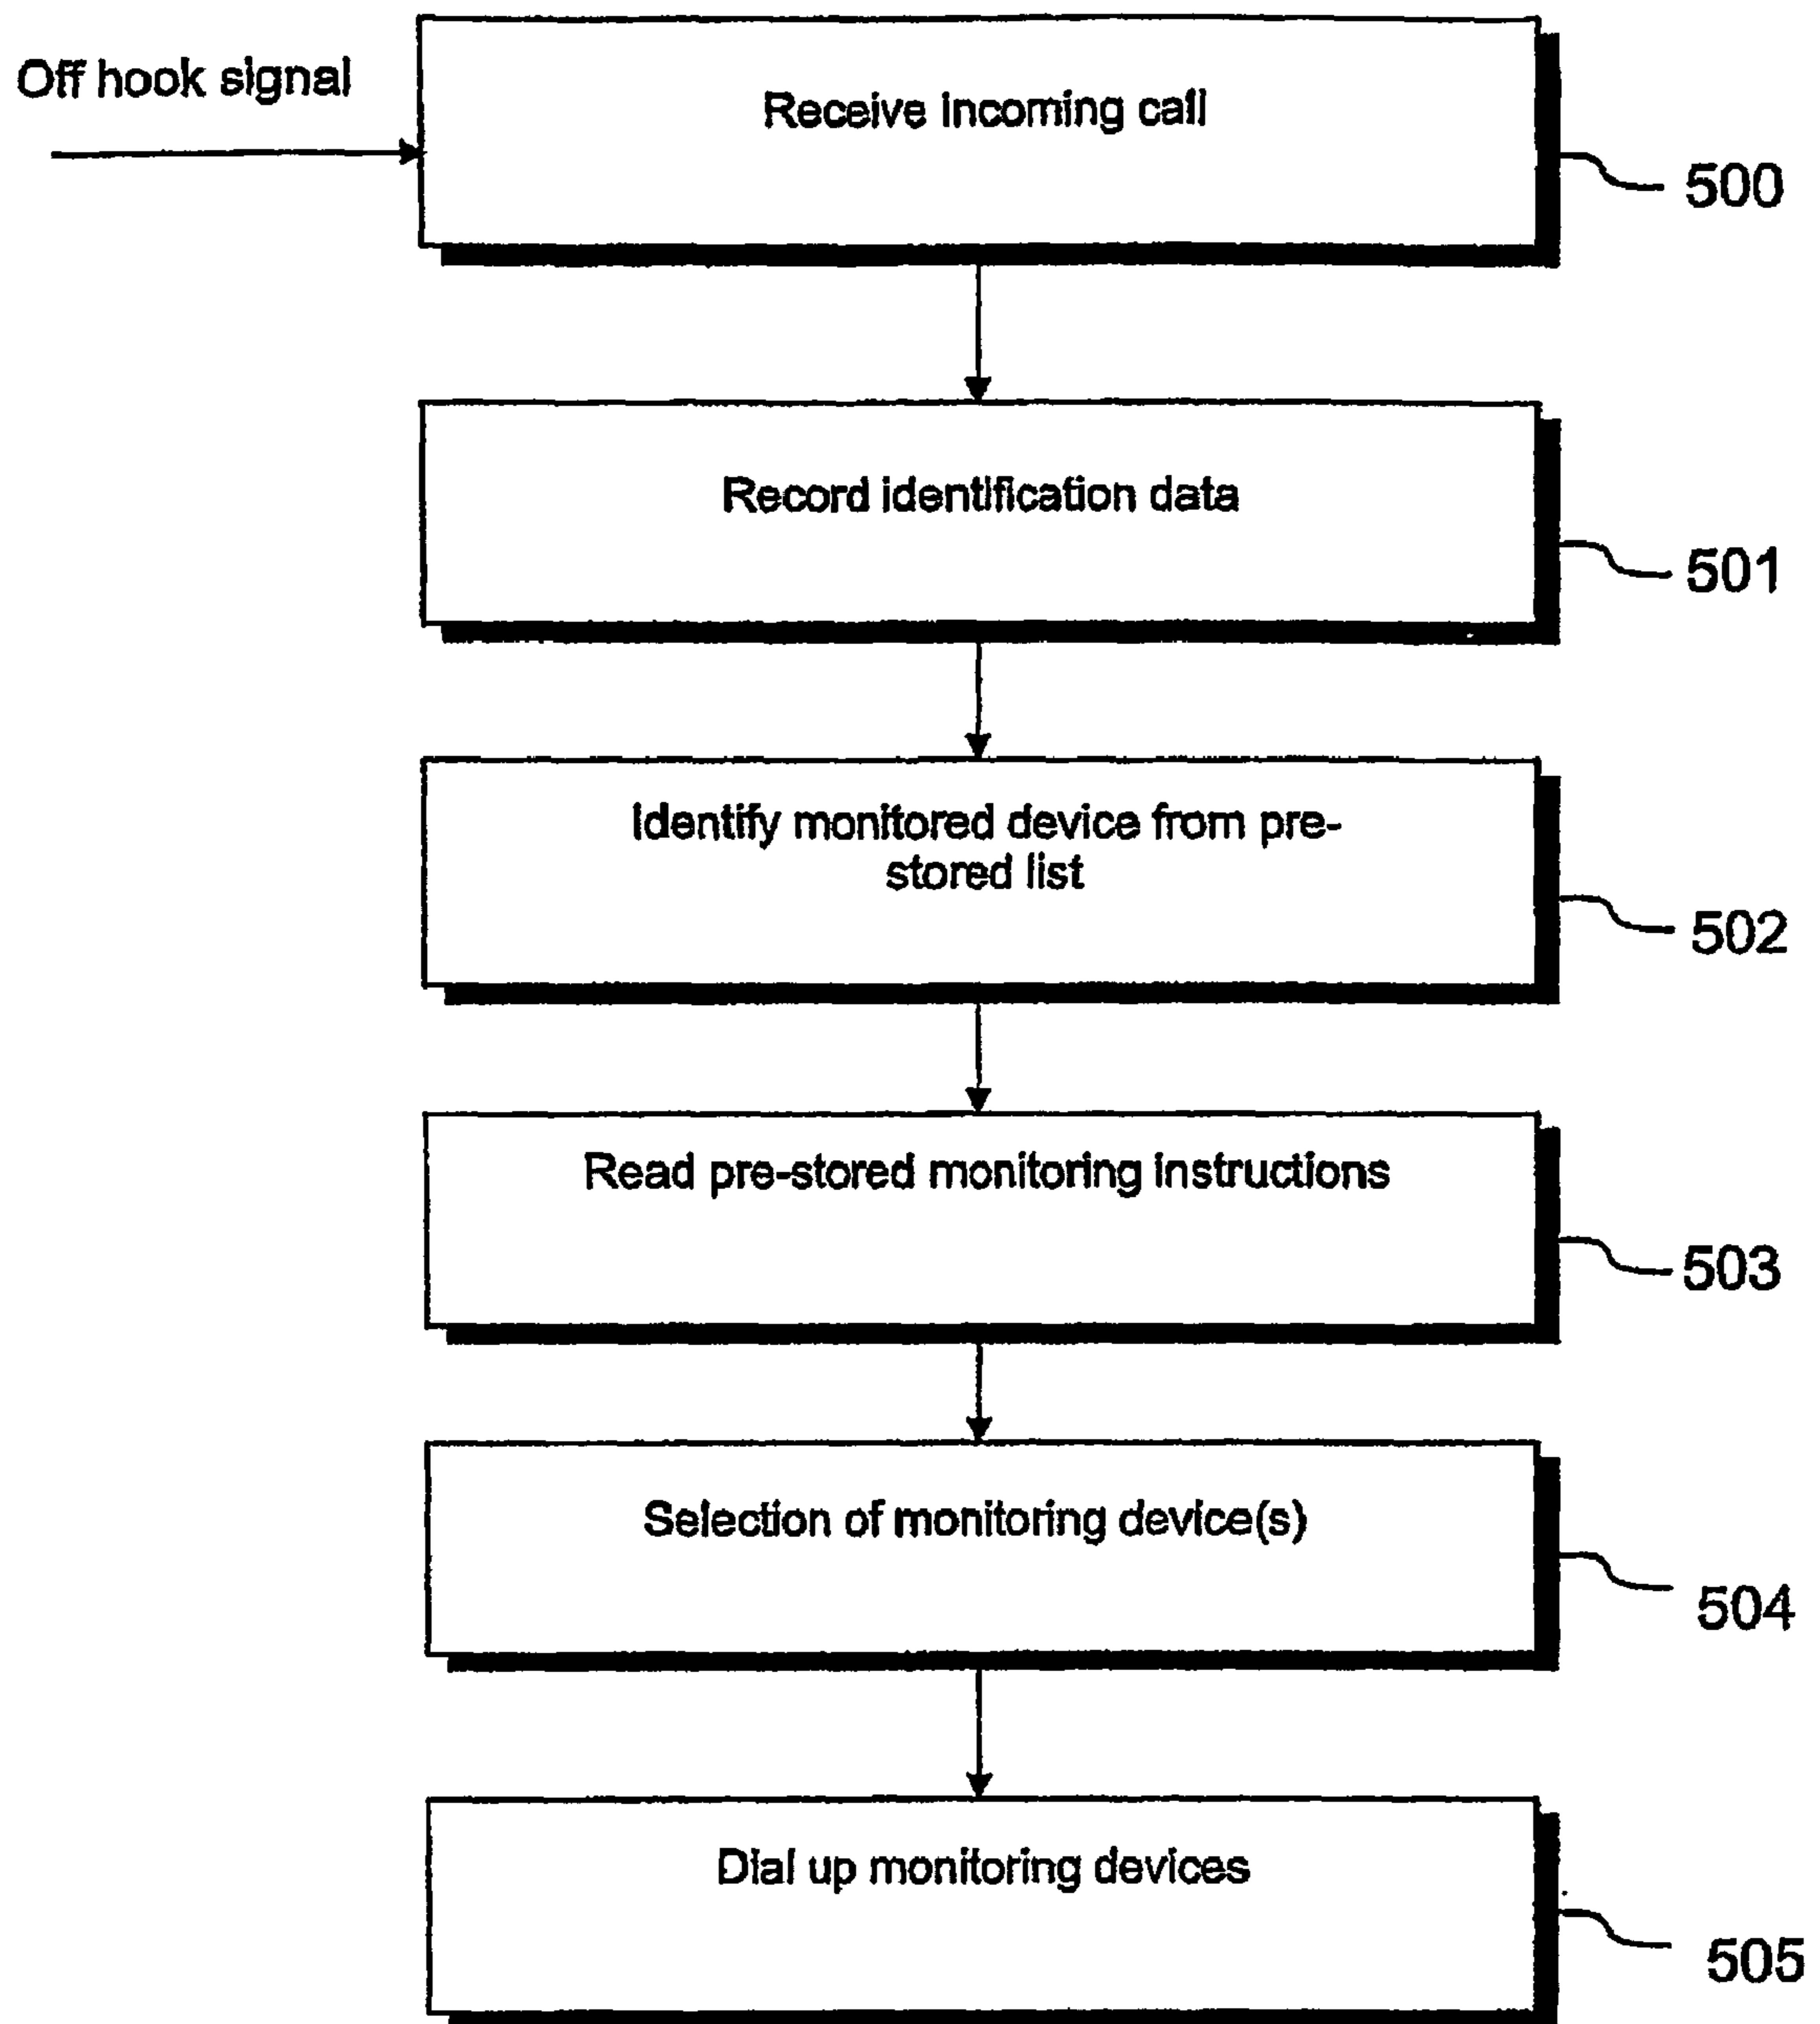 Off hook signal
Receive incoming call
500
Record identification data
501
Identify monitored device from pre-
stored list
502
Read pre-stored monitoring instructions
503
Selection of monitoring device(s)
504
Dial up monitoring devices
505